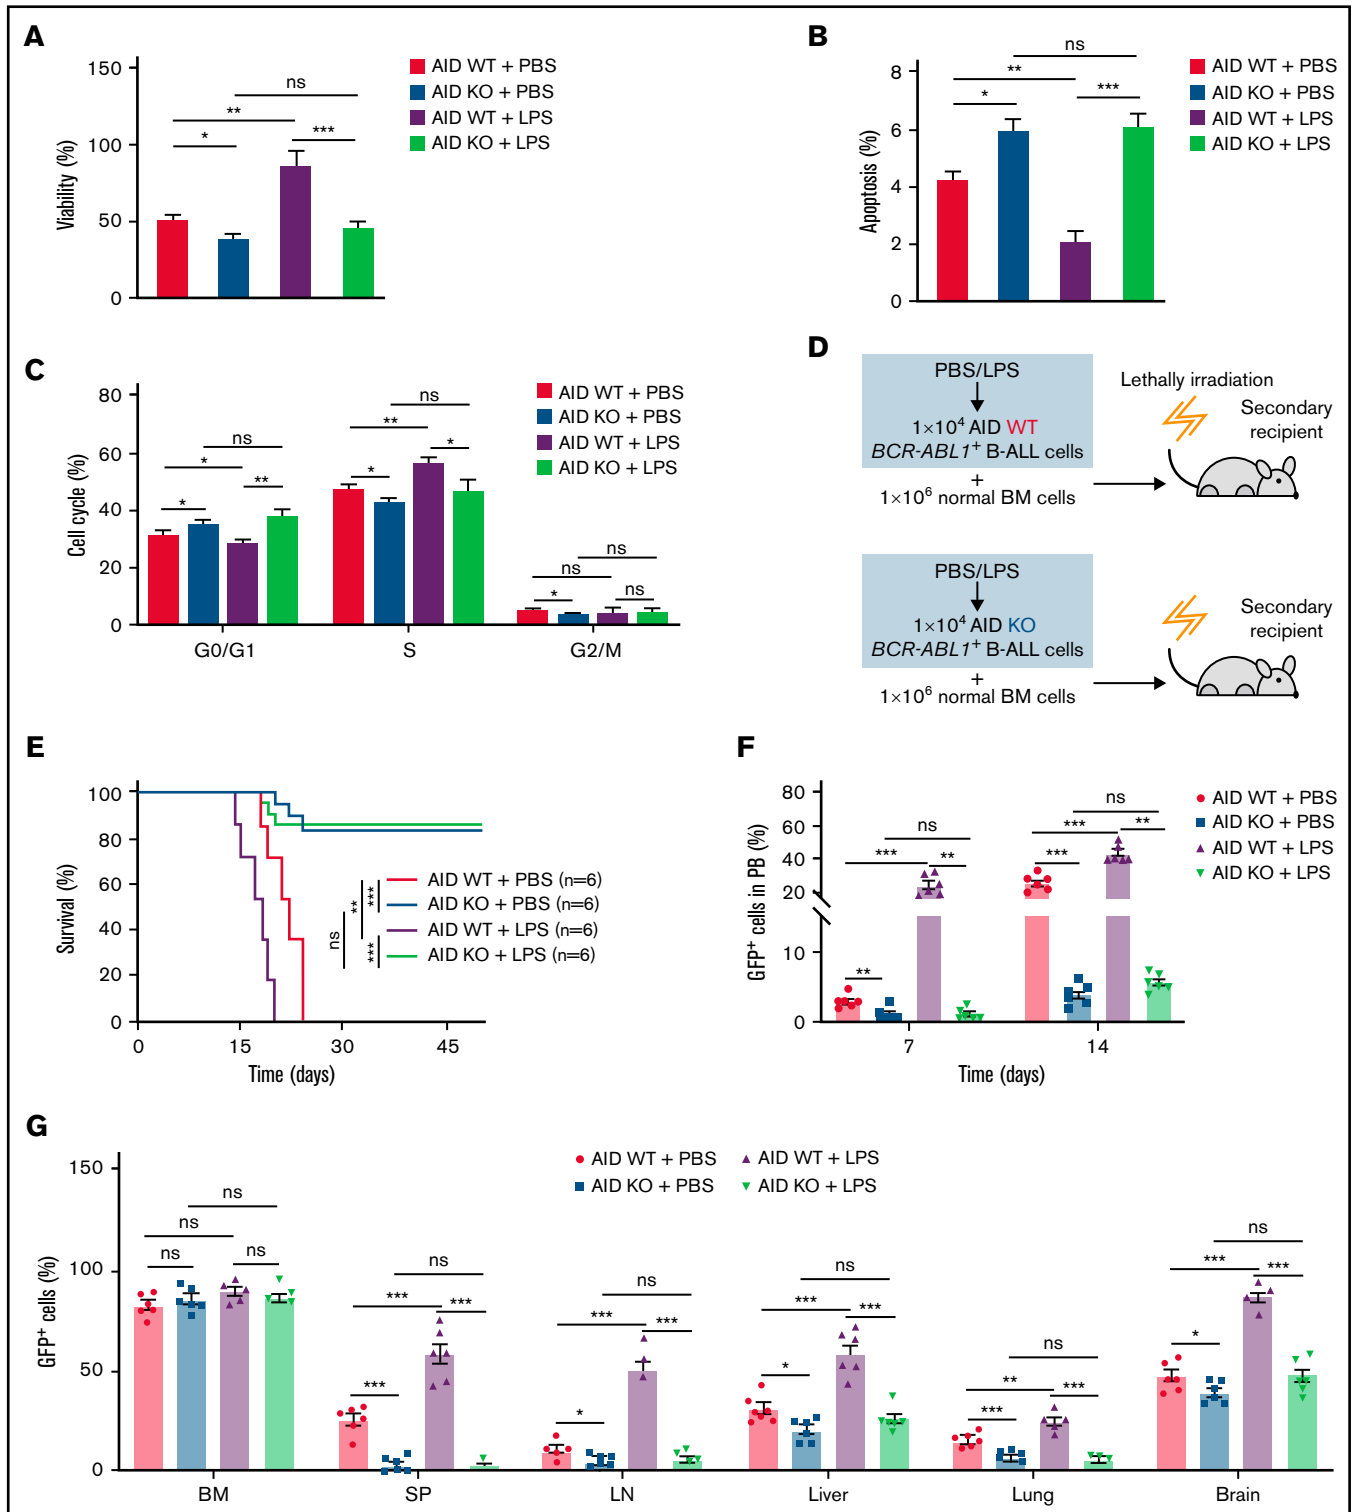 A
Viability (%)
150
100
50
0
ns
**
*
***
AID WT + PBS
AID KO + PBS
AID WT + LPS
AID KO + LPS
B
Apoptosis (%)
8
6
4
2
0
ns
**
*
***
AID WT + PBS
AID KO + PBS
AID WT + LPS
AID KO + LPS
C
Cell cycle (%)
80
60
40
20
0
ns
*
**
*
ns
**
*
*
ns
ns
ns
*
G0/G1
S
G2/M
AID WT + PBS
AID KO + PBS
AID WT + LPS
AID KO + LPS
D
PBS/LPS
1×10⁴ AID WT
BCR-ABL1⁺ B-ALL cells
+
1×10⁶ normal BM cells
Lethally irradiation
Secondary
recipient
PBS/LPS
1×10⁴ AID KO
BCR-ABL1⁺ B-ALL cells
+
1×10⁶ normal BM cells
Secondary
recipient
E
Survival (%)
100
80
60
40
20
0
0
15
30
45
Time (days)
ns
**
***
***
AID WT + PBS (n=6)
AID KO + PBS (n=6)
AID WT + LPS (n=6)
AID KO + LPS (n=6)
F
GFP⁺ cells in PB (%)
80
60
40
20
10
0
ns
***
**
**
ns
***
**
***
7
14
Time (days)
AID WT + PBS
AID KO + PBS
AID WT + LPS
AID KO + LPS
G
GFP⁺ cells (%)
150
100
50
0
AID WT + PBS
AID WT + LPS
AID KO + PBS
AID KO + LPS
ns
ns
ns
ns
ns
***
***
***
ns
***
***
*
ns
***
***
*
ns
**
***
***
ns
***
***
*
BM
SP
LN
Liver
Lung
Brain